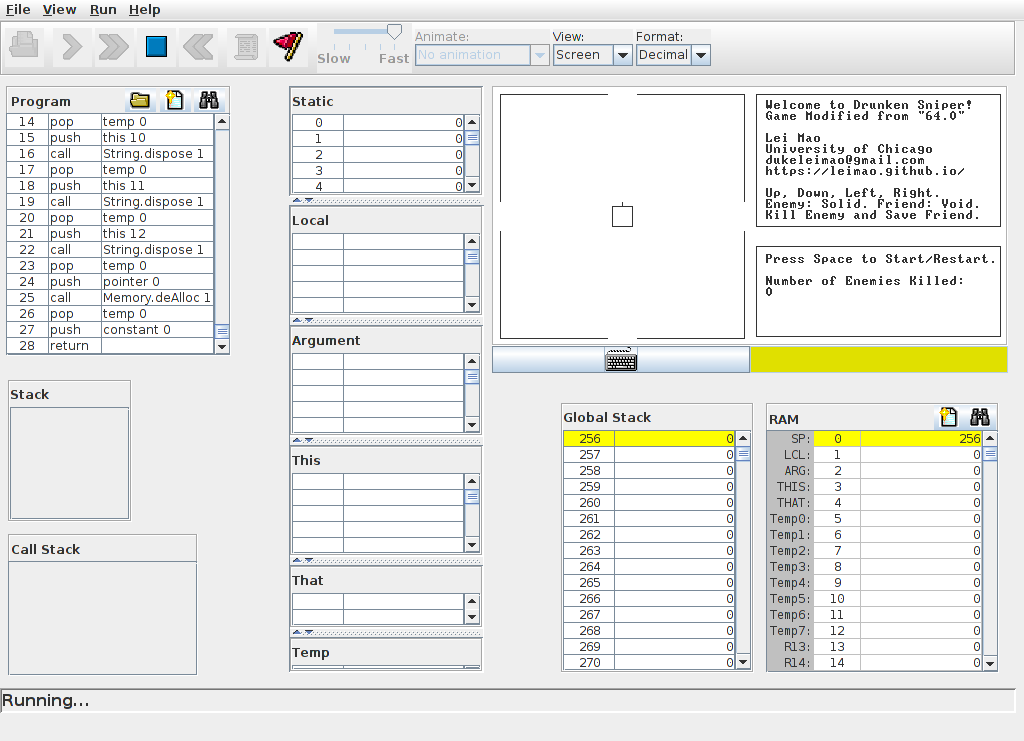 File View Run Help
Slow Fast
Animate: View: Format:
No animation Screen Decimal
Program
14 pop temp 0
15 push this 10
16 call String.dispose 1
17 pop temp 0
18 push this 11
19 call String.dispose 1
20 pop temp 0
21 push this 12
22 call String.dispose 1
23 pop temp 0
24 push pointer 0
25 call Memory.deAlloc 1
26 pop temp 0
27 push constant 0
28 return
Stack
Call Stack
Static
0 0
1 0
2 0
3 0
4 0
Local
Argument
This
That
Temp
Welcome to Drunken Sniper!
Game Modified from "64.0"
Lei Mao
University of Chicago
dukeleimao@gmail.com
https://leimao.github.io/
Up, Down, Left, Right.
Enemy: Solid. Friend: Void.
Kill Enemy and Save Friend.
Press Space to Start/Restart.
Number of Enemies Killed:
0
Global Stack
256 0
257 0
258 0
259 0
260 0
261 0
262 0
263 0
264 0
265 0
266 0
267 0
268 0
269 0
270 0
RAM
SP: 0 256
LCL: 1 0
ARG: 2 0
THIS: 3 0
THAT: 4 0
Temp0: 5 0
Temp1: 6 0
Temp2: 7 0
Temp3: 8 0
Temp4: 9 0
Temp5: 10 0
Temp6: 11 0
Temp7: 12 0
R13: 13 0
R14: 14 0
Running...